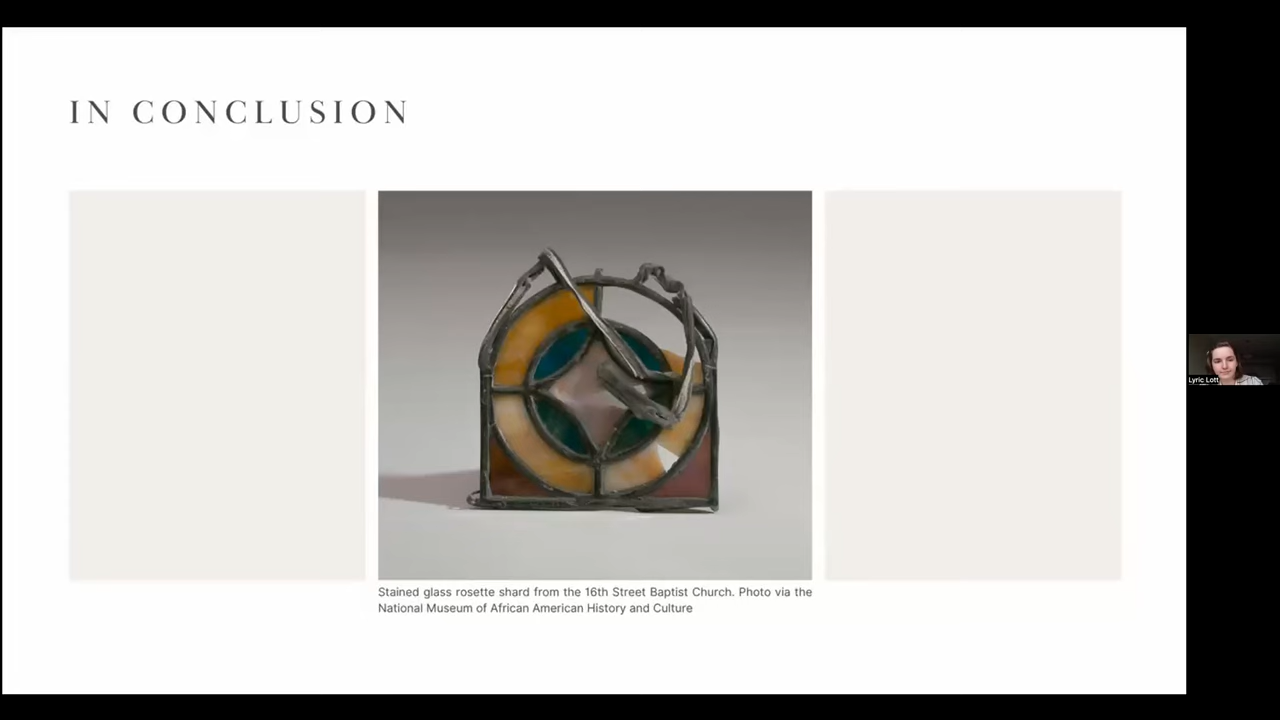 IN CONCLUSION
Stained glass rosette shard from the 16th Street Baptist Church. Photo via the
National Museum of African American History and Culture
Lyric Lott